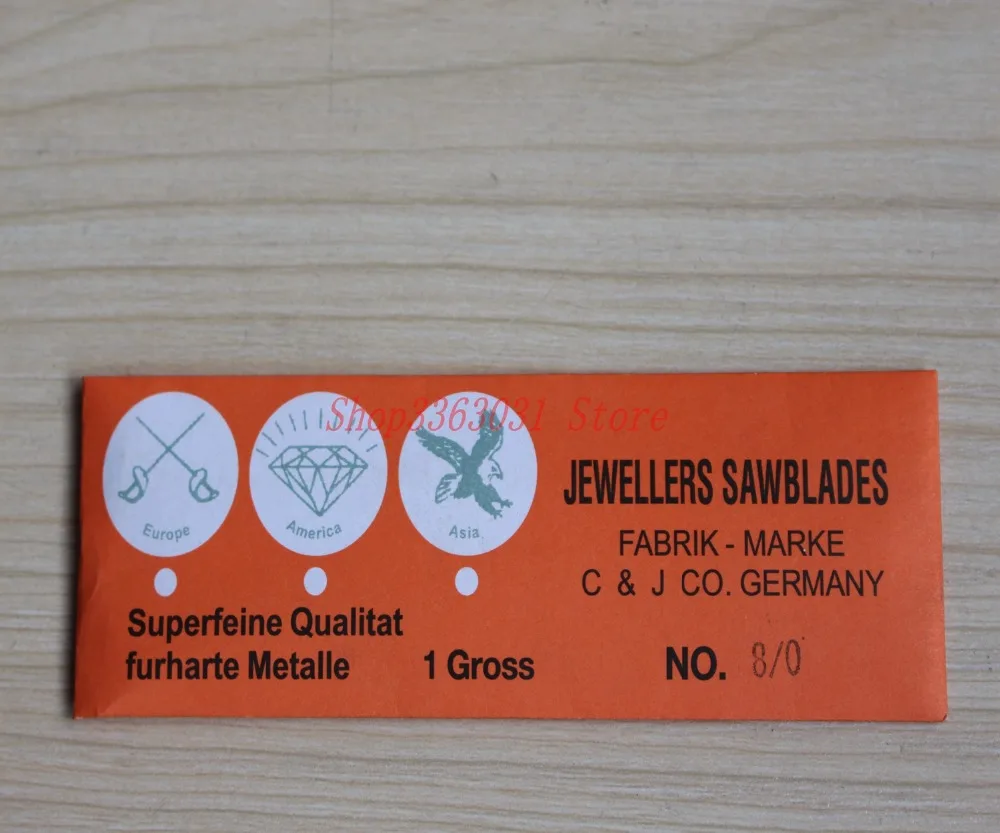 Shop3363031 Store
Europe
America
Asia
JEWELLERS SAWBLADES
FABRIK - MARKE
C & J CO. GERMANY
Superfeine Qualitat
furharte Metalle
1 Gross
NO. 8/0